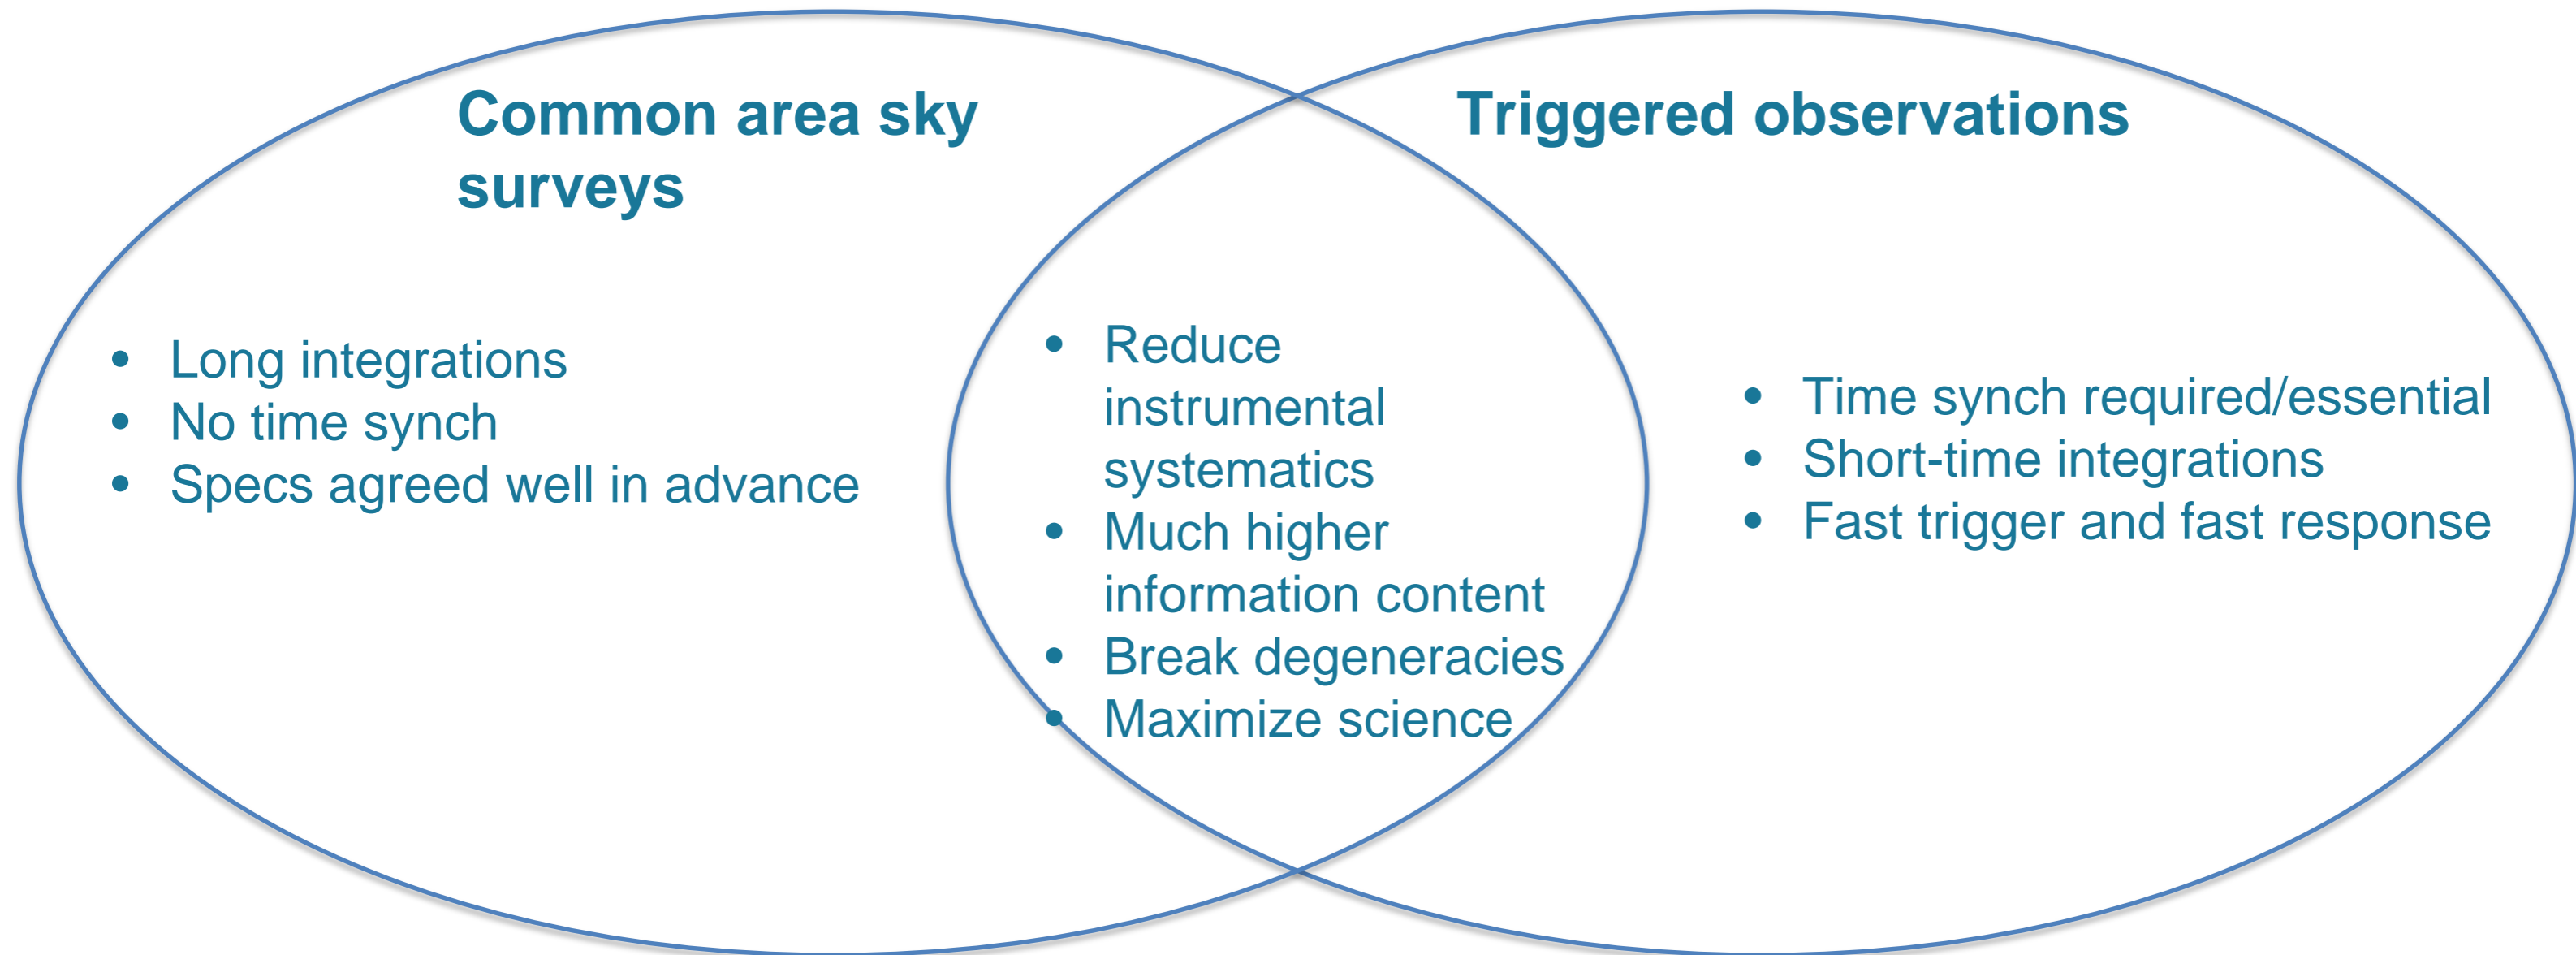 Common area sky
surveys
• Long integrations
• No time synch
• Specs agreed well in advance
• Reduce
instrumental
systematics
• Much higher
information content
• Break degeneracies
• Maximize science
Triggered observations
• Time synch required/essential
• Short-time integrations
• Fast trigger and fast response